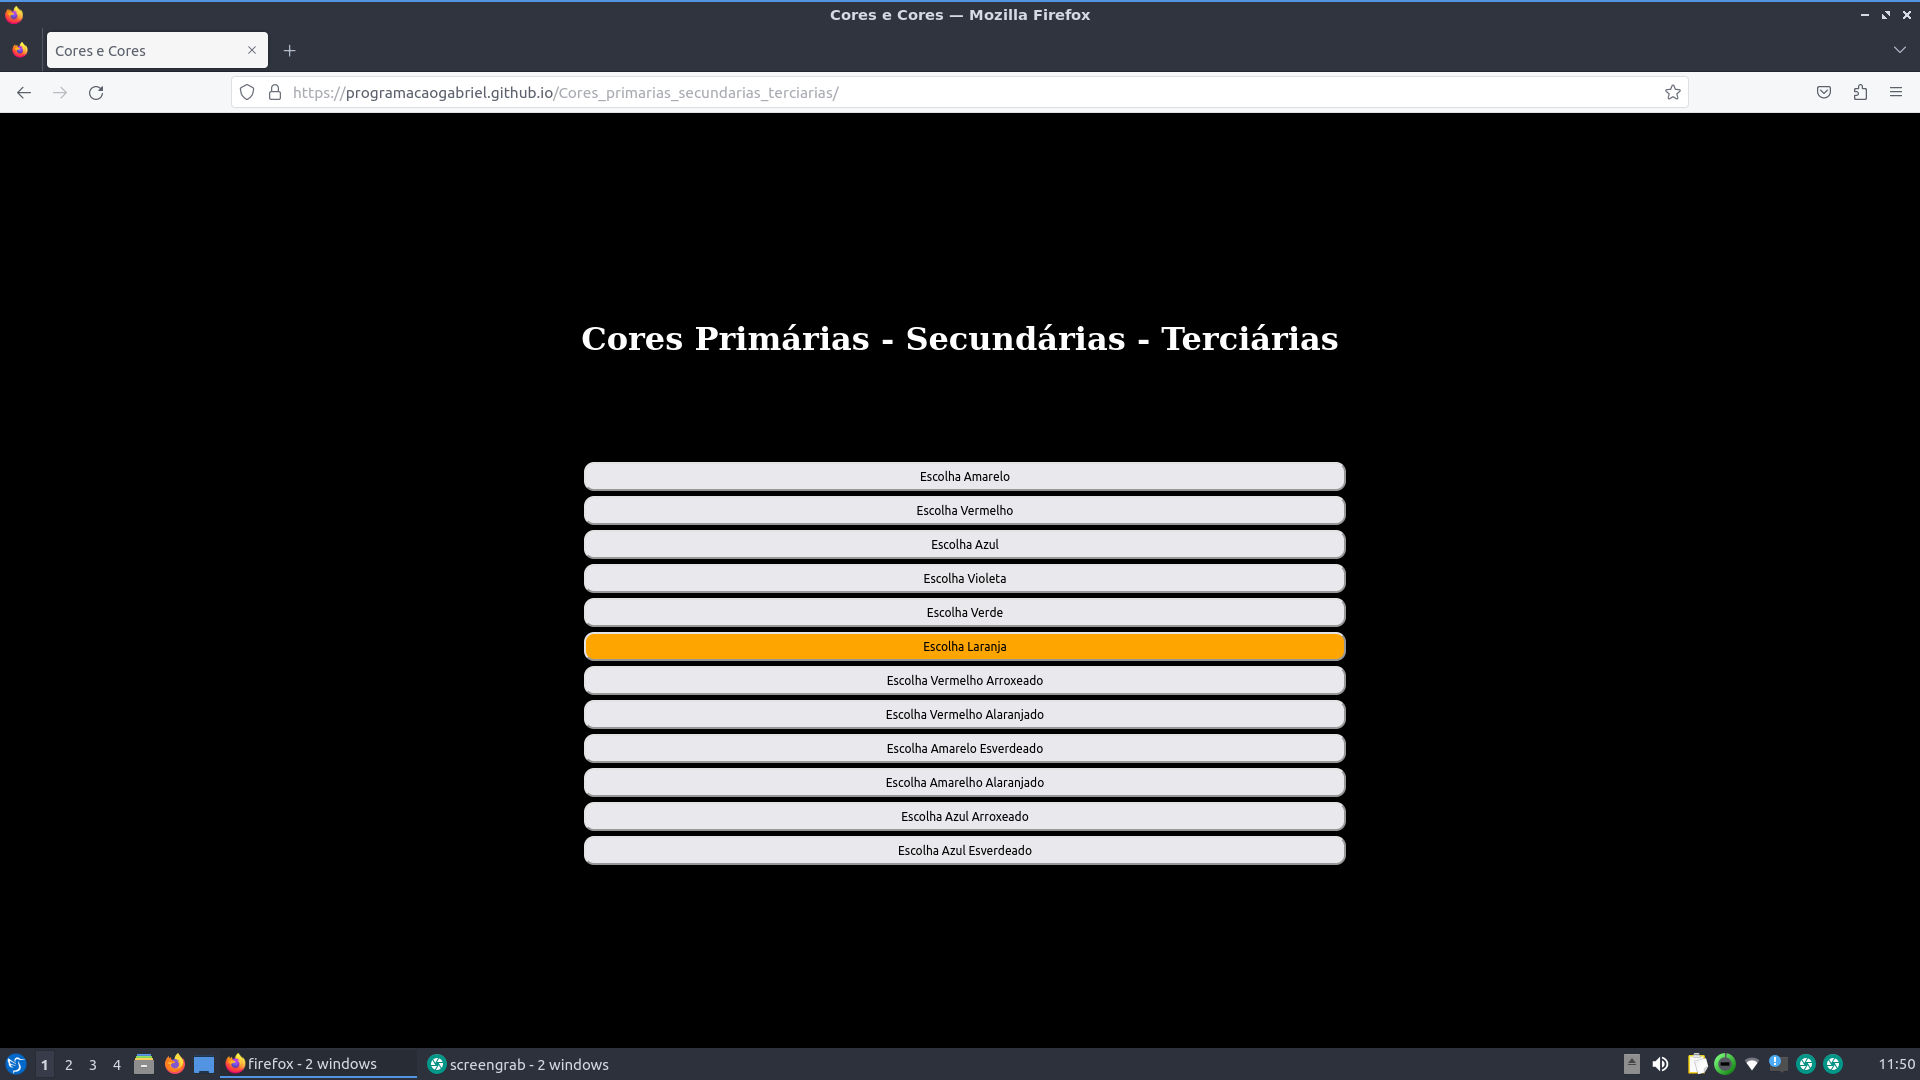 Cores e Cores — Mozilla Firefox
Cores e Cores
https://programacaogabriel.github.io/Cores_primarias_secundarias_terciarias/
Cores Primárias - Secundárias - Terciárias
Escolha Amarelo
Escolha Vermelho
Escolha Azul
Escolha Violeta
Escolha Verde
Escolha Laranja
Escolha Vermelho Arroxeado
Escolha Vermelho Alaranjado
Escolha Amarelo Esverdeado
Escolha Amarelho Alaranjado
Escolha Azul Arroxeado
Escolha Azul Esverdeado
1 2 3 4 firefox - 2 windows screengrab - 2 windows 11:50